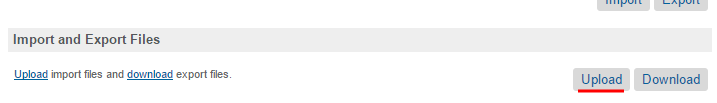 Import Export
Import and Export Files
Upload import files and download export files.
Upload Download